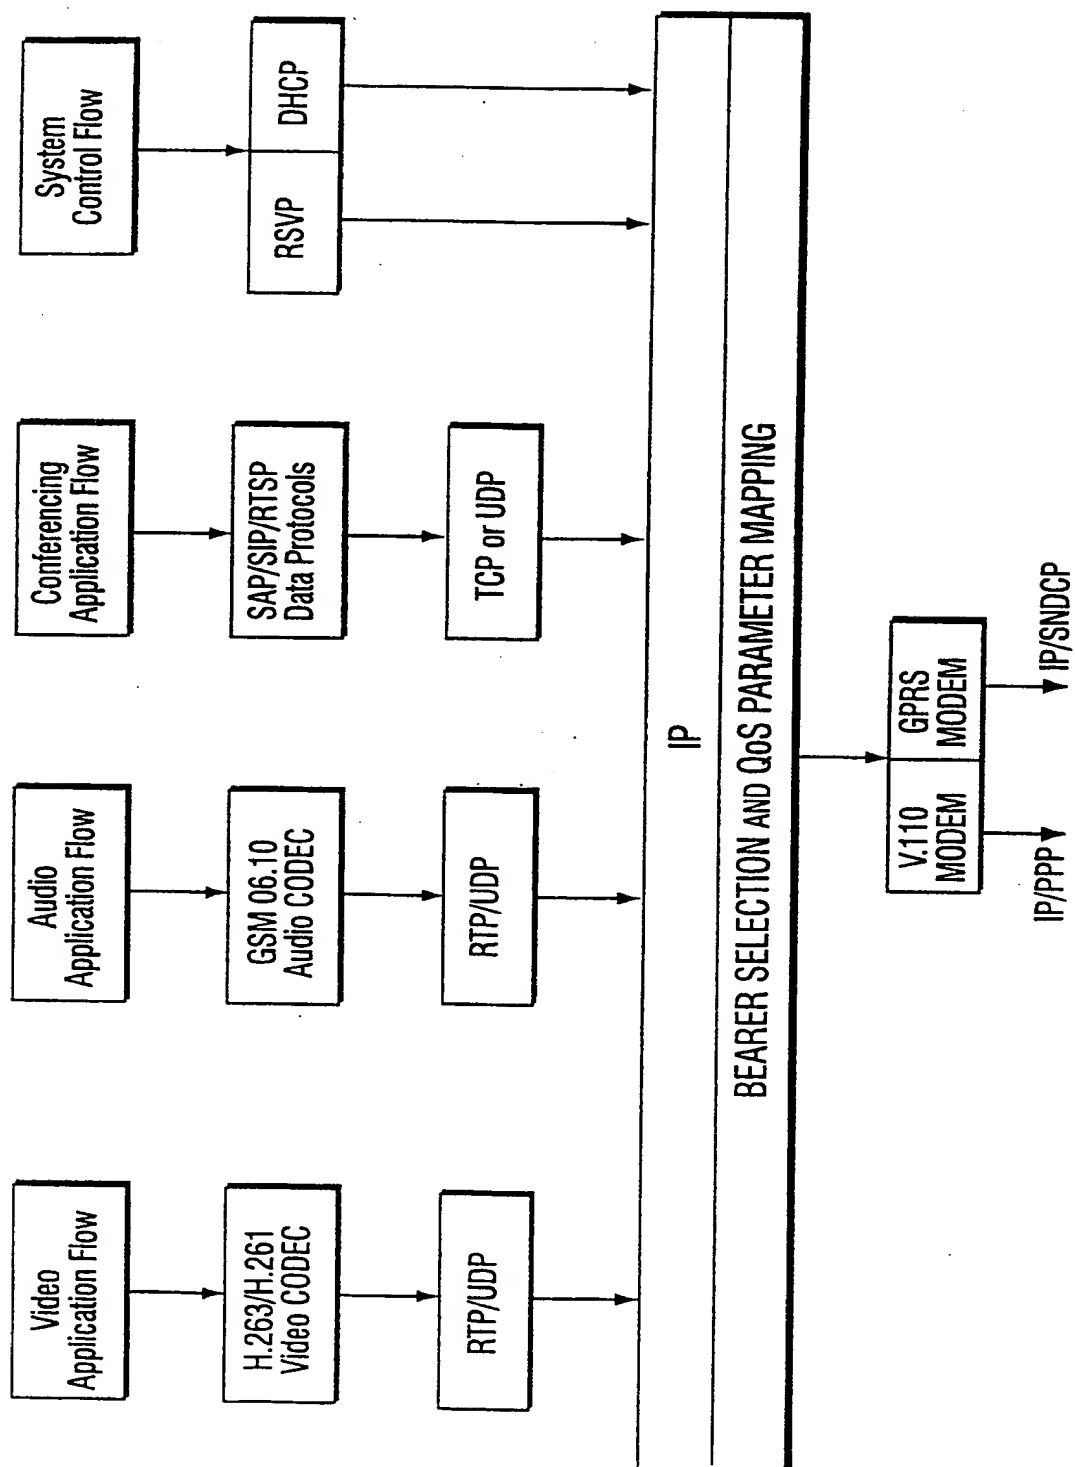 Video
Application Flow
Audio
Application Flow
Conferencing
Application Flow
System
Control Flow
H.263/H.261
Video CODEC
GSM 06.10
Audio CODEC
SAP/SIP/RTSP
Data Protocols
RSVP
DHCP
RTP/UDP
RTP/UDP
TCP or UDP
IP
BEARER SELECTION AND QoS PARAMETER MAPPING
V.110
MODEM
GPRS
MODEM
IP/PPP
IP/SNDCP